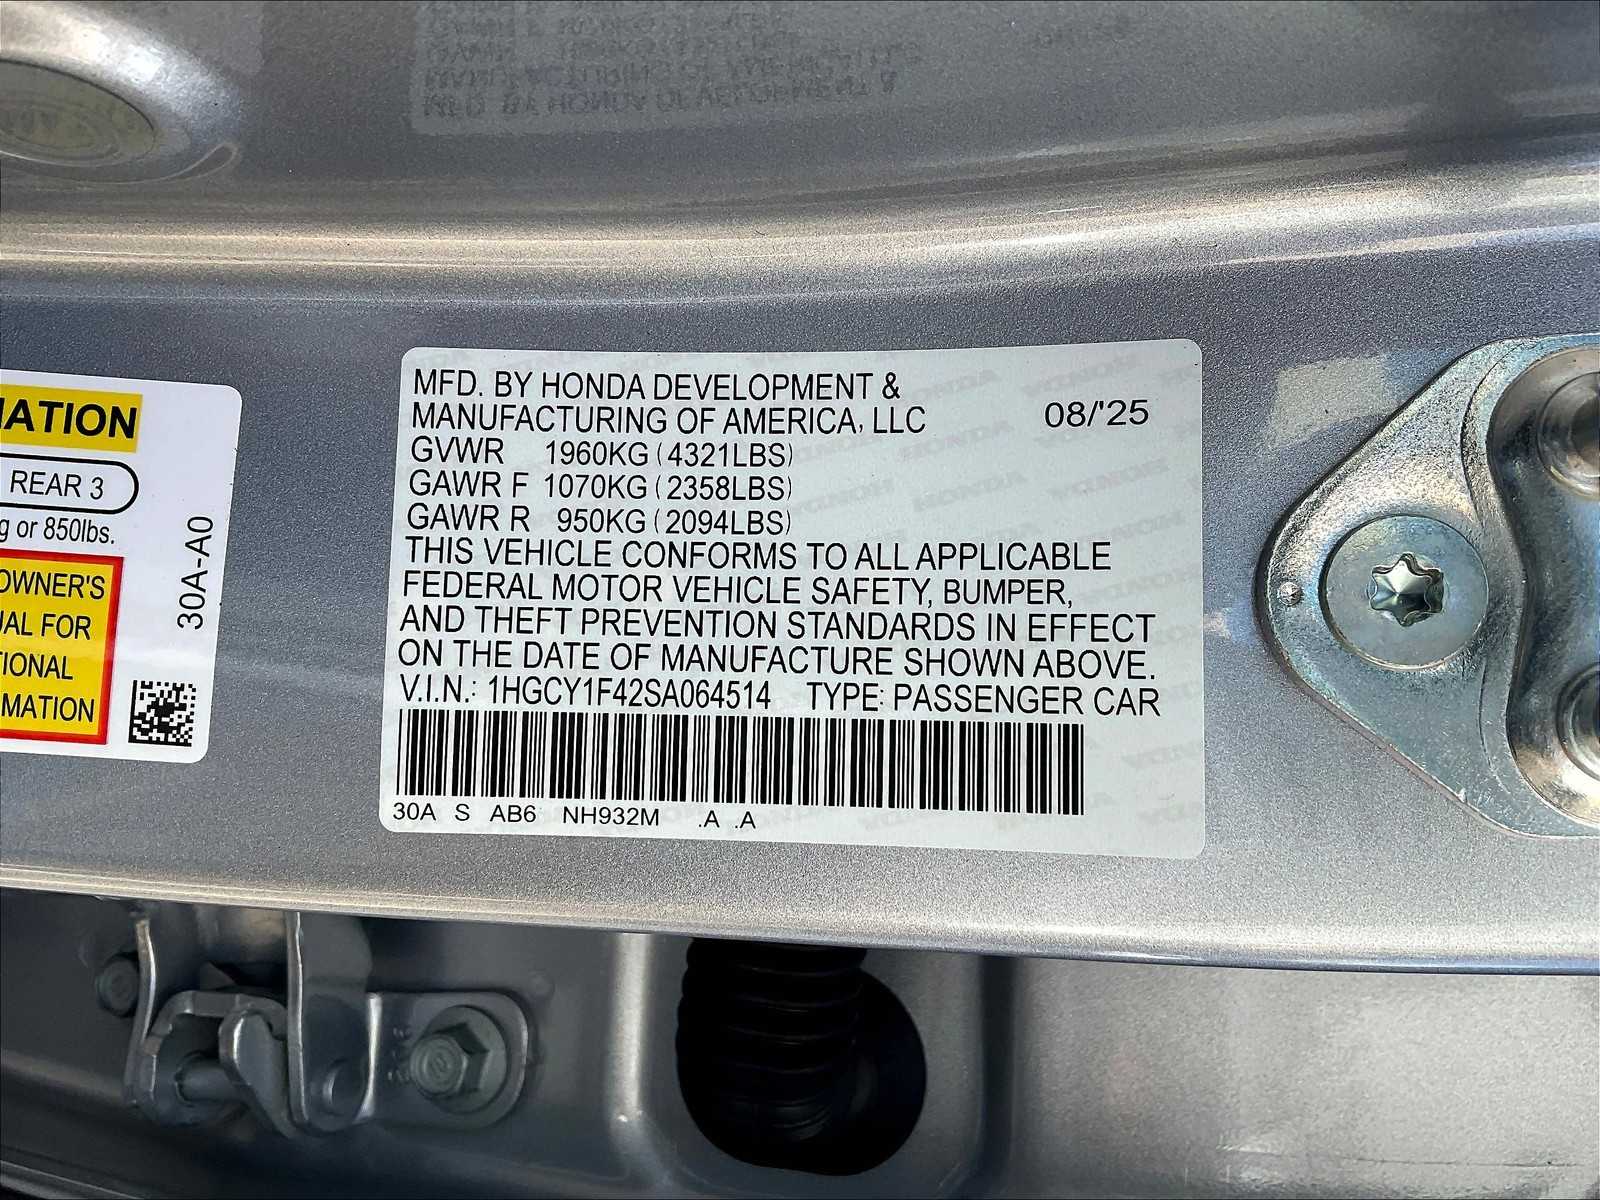 MFD. BY HONDA DEVELOPMENT &
MANUFACTURING OF AMERICA, LLC 08/'25
GVWR 1960KG (4321LBS)
GAWR F 1070KG (2358LBS)
GAWR R 950KG (2094LBS)
THIS VEHICLE CONFORMS TO ALL APPLICABLE
FEDERAL MOTOR VEHICLE SAFETY, BUMPER,
AND THEFT PREVENTION STANDARDS IN EFFECT
ON THE DATE OF MANUFACTURE SHOWN ABOVE.
V.I.N.: 1HGCY1F42SA064514 TYPE: PASSENGER CAR
30A S AB6 NH932M .A .A
MATION
REAR 3
g or 850lbs.
OWNER'S
UAL FOR
TIONAL
MATION
30A-A0